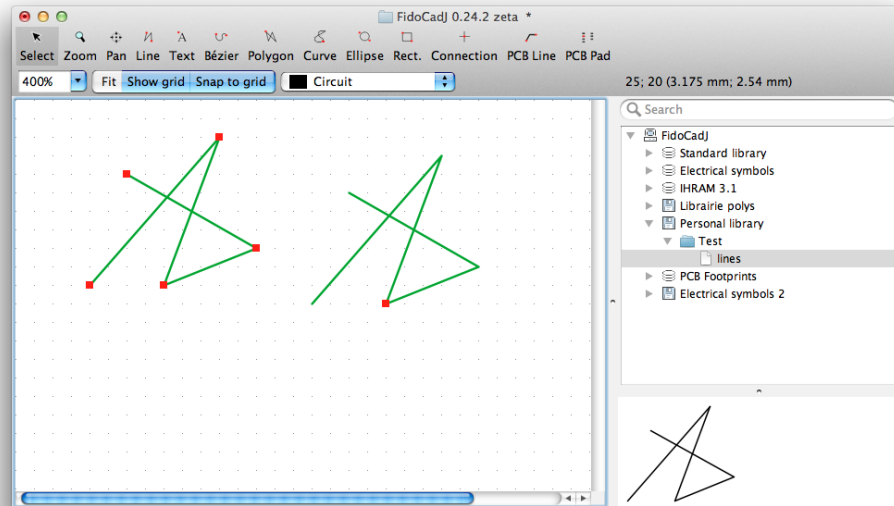 FidoCadJ 0.24.2 zeta *
Select Zoom Pan Line Text Bézier Polygon Curve Ellipse Rect. Connection PCB Line PCB Pad
400% Fit Show grid Snap to grid Circuit 25; 20 (3.175 mm; 2.54 mm)
Search
FidoCadJ
Standard library
Electrical symbols
IHRAM 3.1
Librairie polys
Personal library
Test
lines
PCB Footprints
Electrical symbols 2